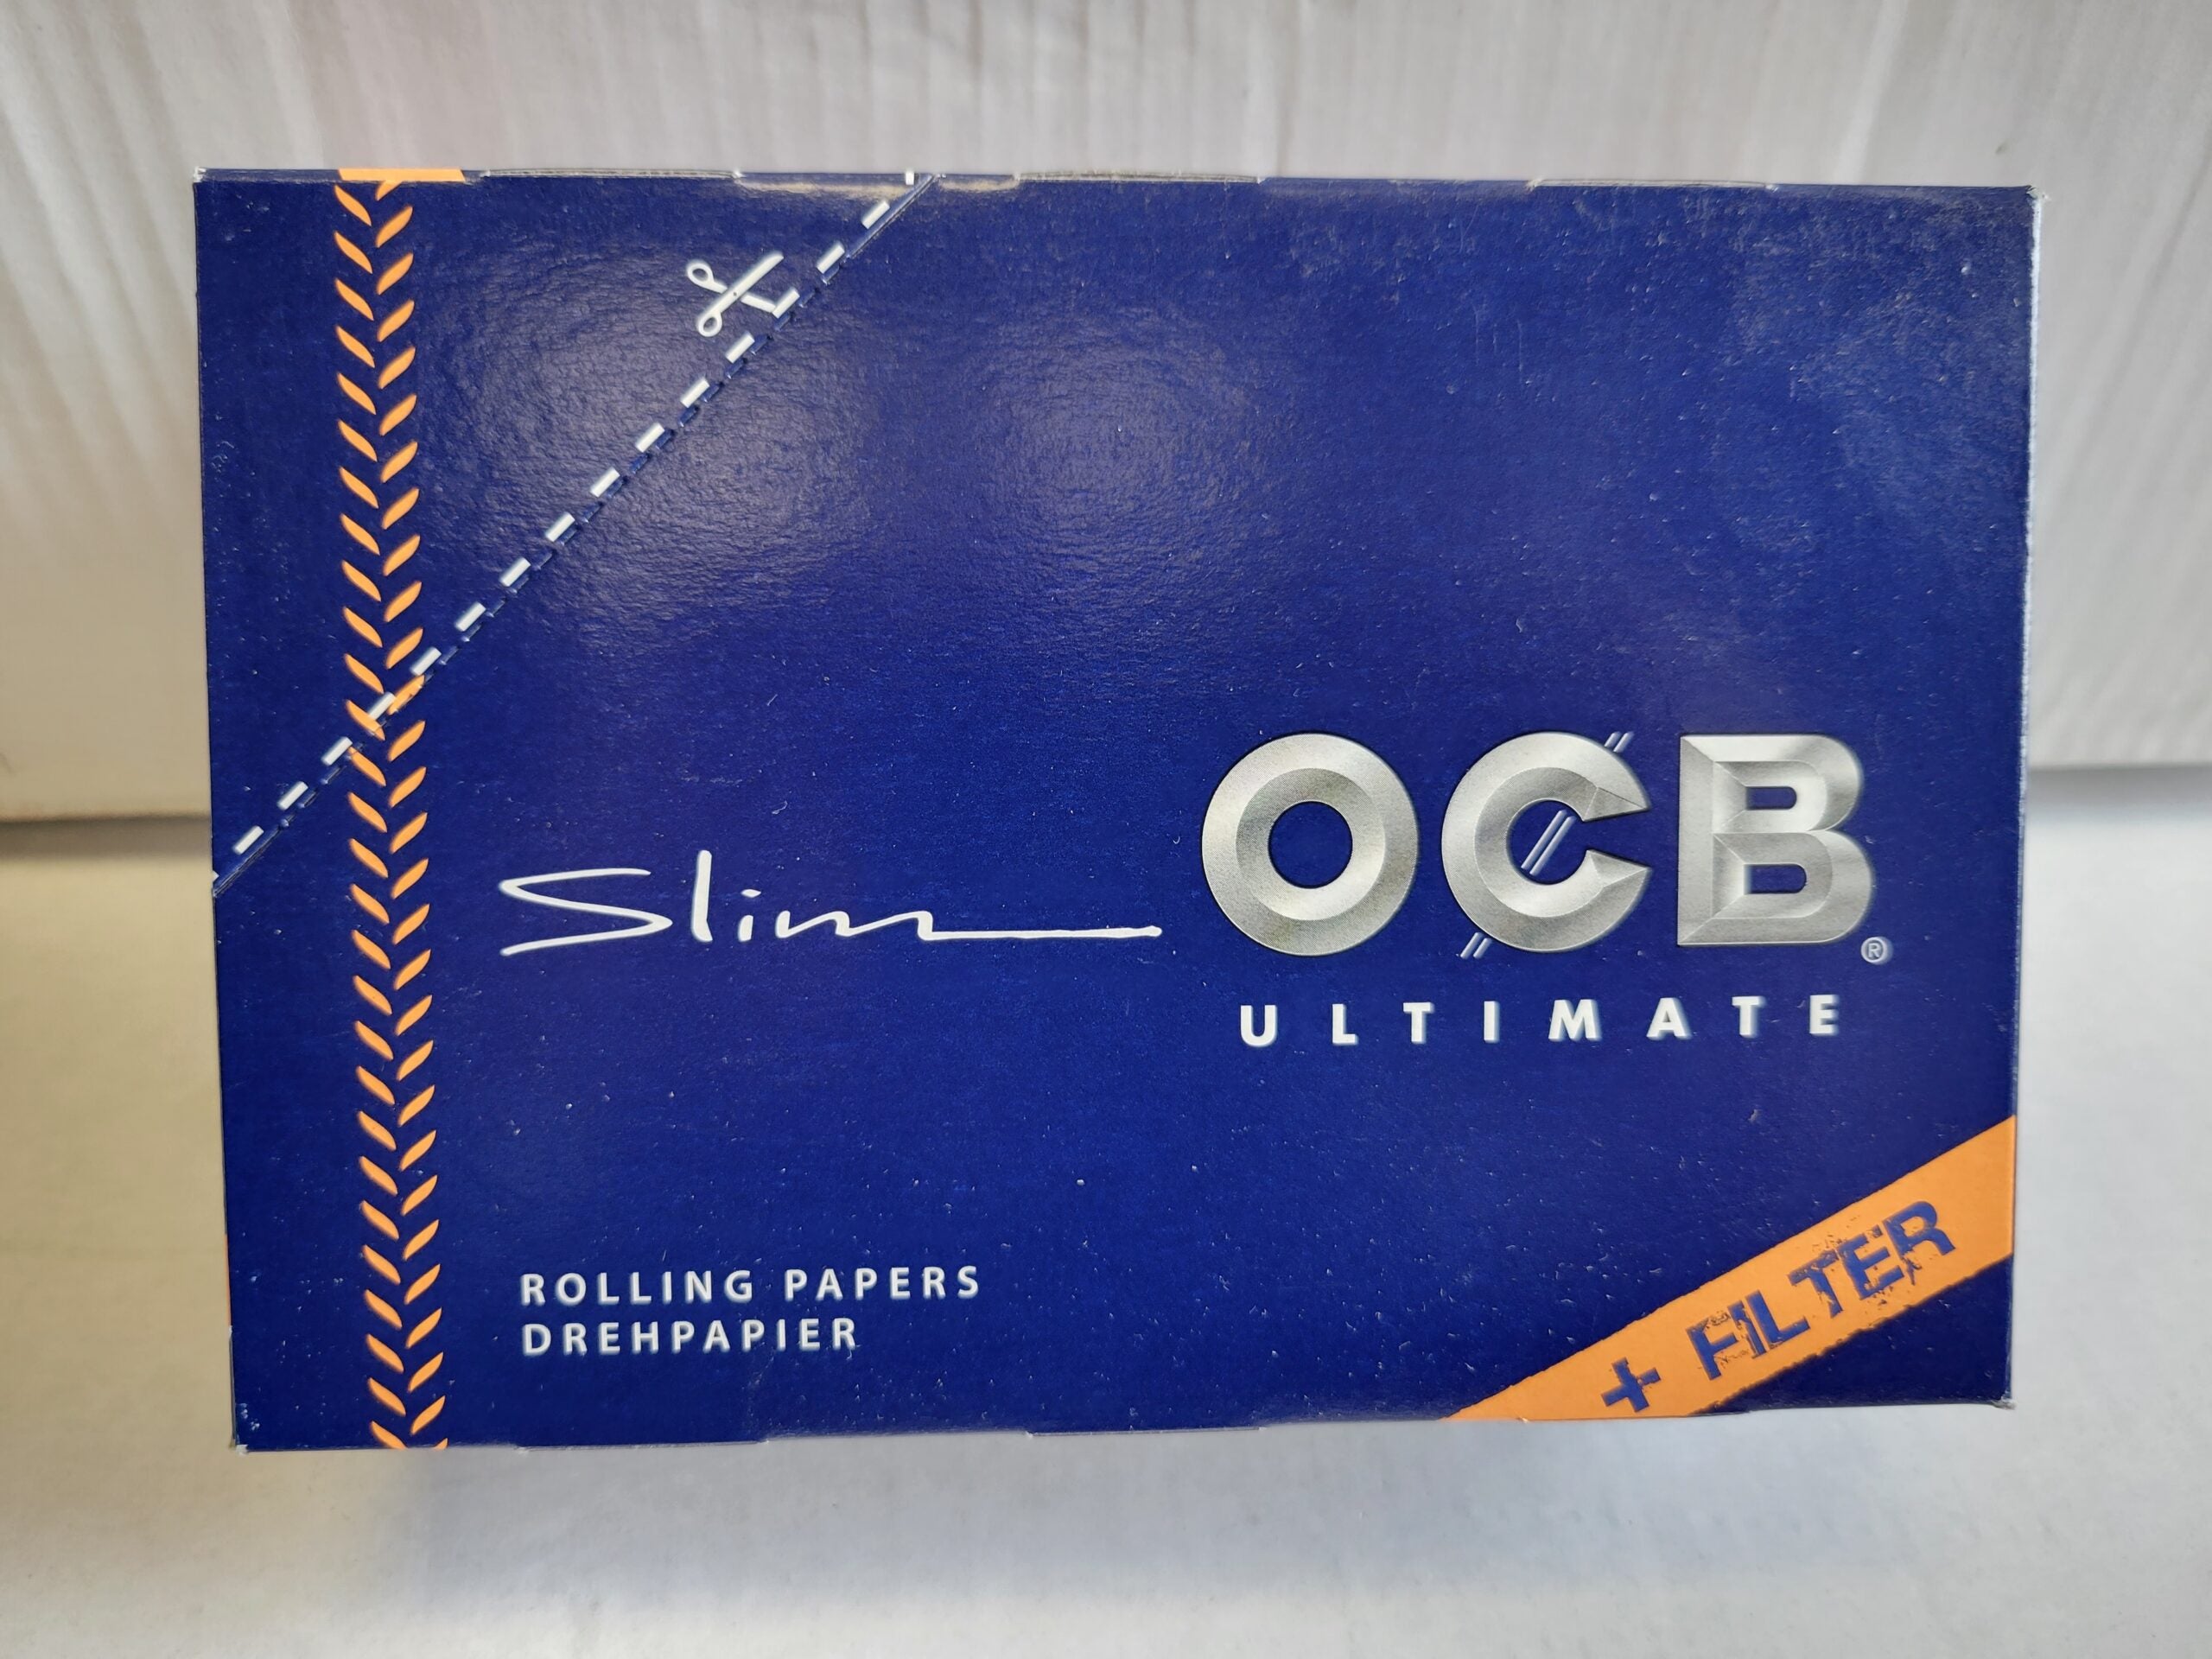 Slim
OCB®
ULTIMATE
ROLLING PAPERS
DREHPAPIER
+ FILTER